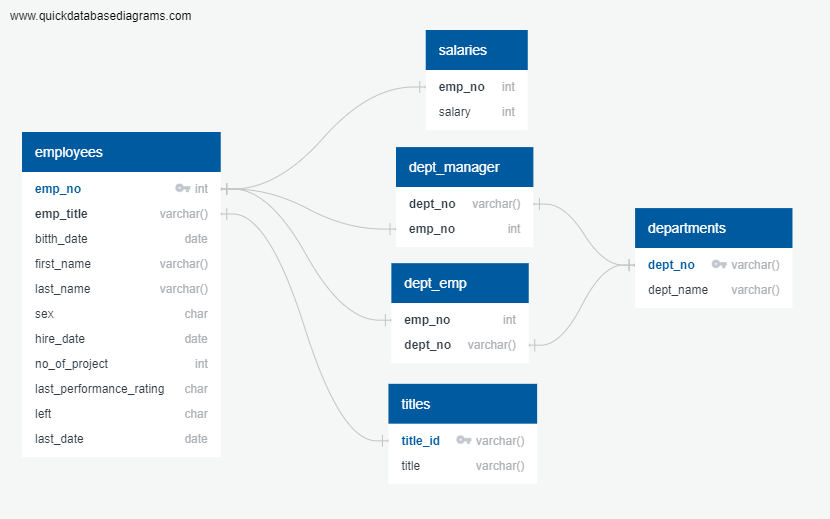 www.quickdatabasediagrams.com
employees
emp_no int
emp_title varchar()
bitth_date date
first_name varchar()
last_name varchar()
sex char
hire_date date
no_of_project int
last_performance_rating char
left char
last_date date
salaries
emp_no int
salary int
dept_manager
dept_no varchar()
emp_no int
dept_emp
emp_no int
dept_no varchar()
titles
title_id varchar()
title varchar()
departments
dept_no varchar()
dept_name varchar()